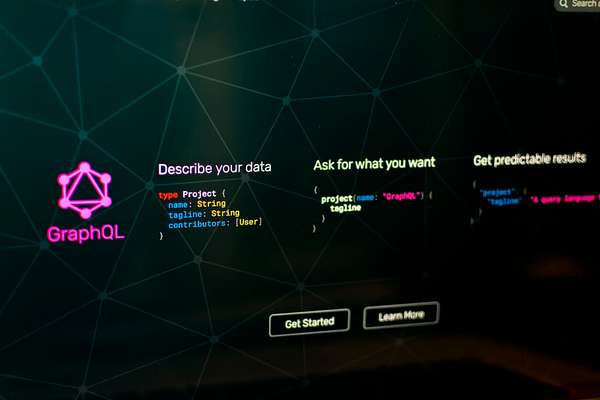 Search
GraphQL
Describe your data
type Project {
name: String
tagline: String
contributors: [User]
}
Ask for what you want
{
project(name: "GraphQL") {
tagline
}
}
Get predictable results
{
"project": {
"tagline": "A query language
}
}
Get Started
Learn More